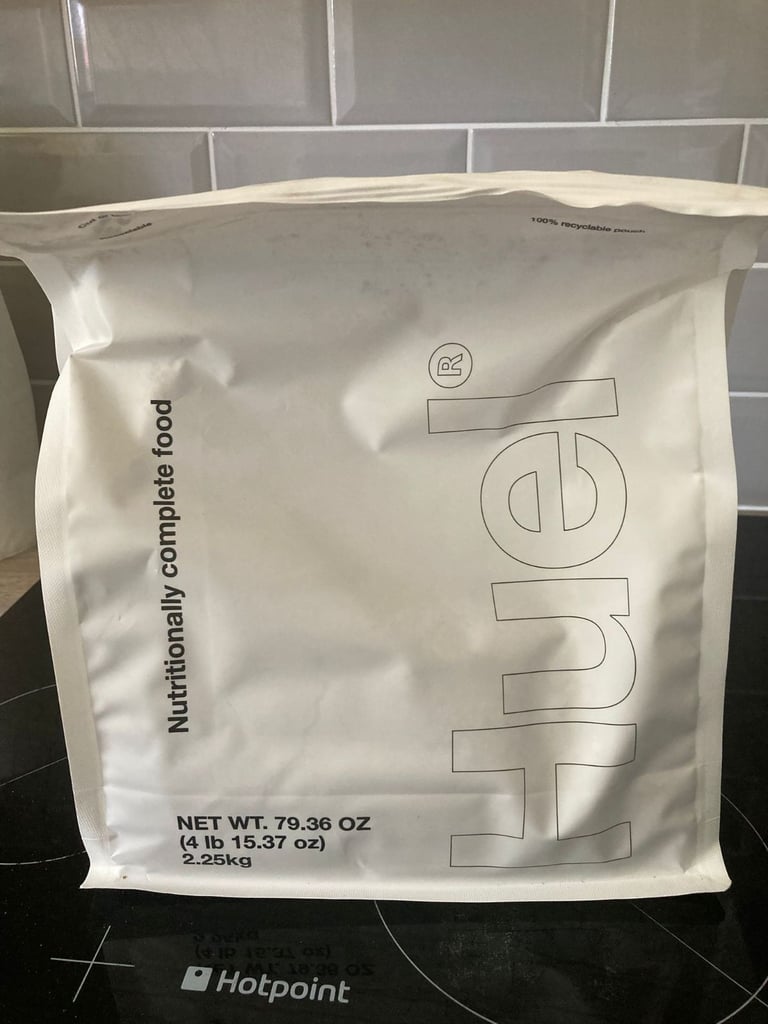 100% recyclable pouch
Huel®
Nutritionally complete food
NET WT. 79.36 OZ
(4 lb 15.37 oz)
2.25kg
Hotpoint